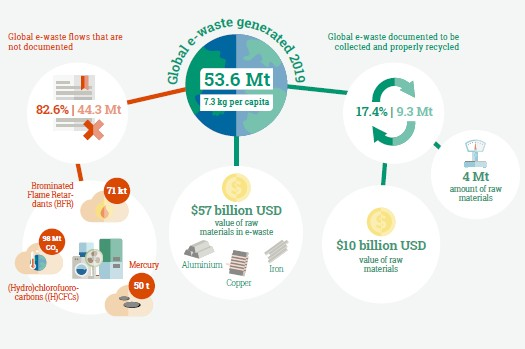 Global e-waste generated 2019
Global e-waste flows that are
not documented
Global e-waste documented to be
collected and properly recycled
53.6 Mt
7.3 kg per capita
82.6% | 44.3 Mt
17.4% | 9.3 Mt
4 Mt
amount of raw
materials
Brominated
Flame Retar-
dants (BFR)
71 kt
98 Mt
CO₂
Mercury
50 t
(Hydro)chlorofuoro-
carbons ((H)CFCs)
$57 billion USD
value of raw
materials in e-waste
Aluminium
Copper
Iron
$10 billion USD
value of raw
materials